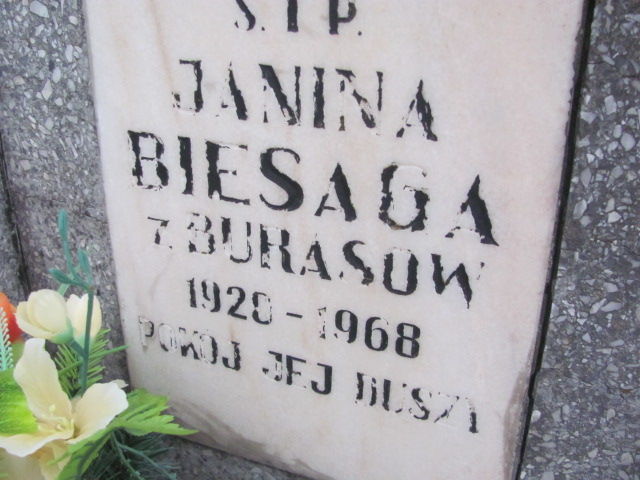 Ś.I P.
JANINA
BIESAGA
z BURASÓW
1920-1968
POKÓJ JEJ DUSZY